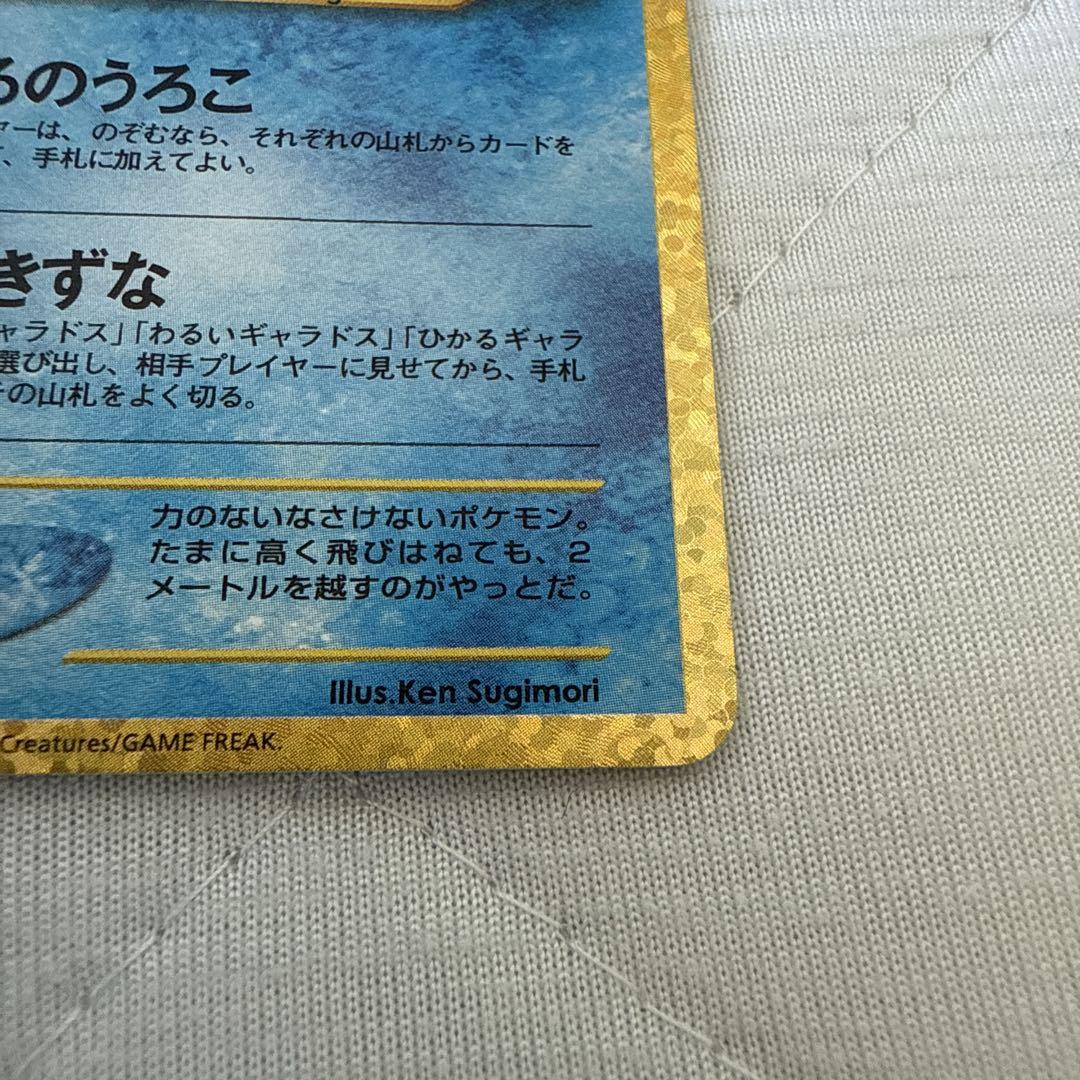 のうろこ
ーは、のぞむなら、それぞれの山札からカードを
、手札に加えてよい。
きずな
ャラドス」「わるいギャラドス」「ひかるギャラ
選び出し、相手プレイヤーに見せてから、手札
の山札をよく切る。
力のないなさけないポケモン。
たまに高く飛びはねても、2
メートルを越すのがやっとだ。
Illus.Ken Sugimori
Creatures/GAME FREAK.